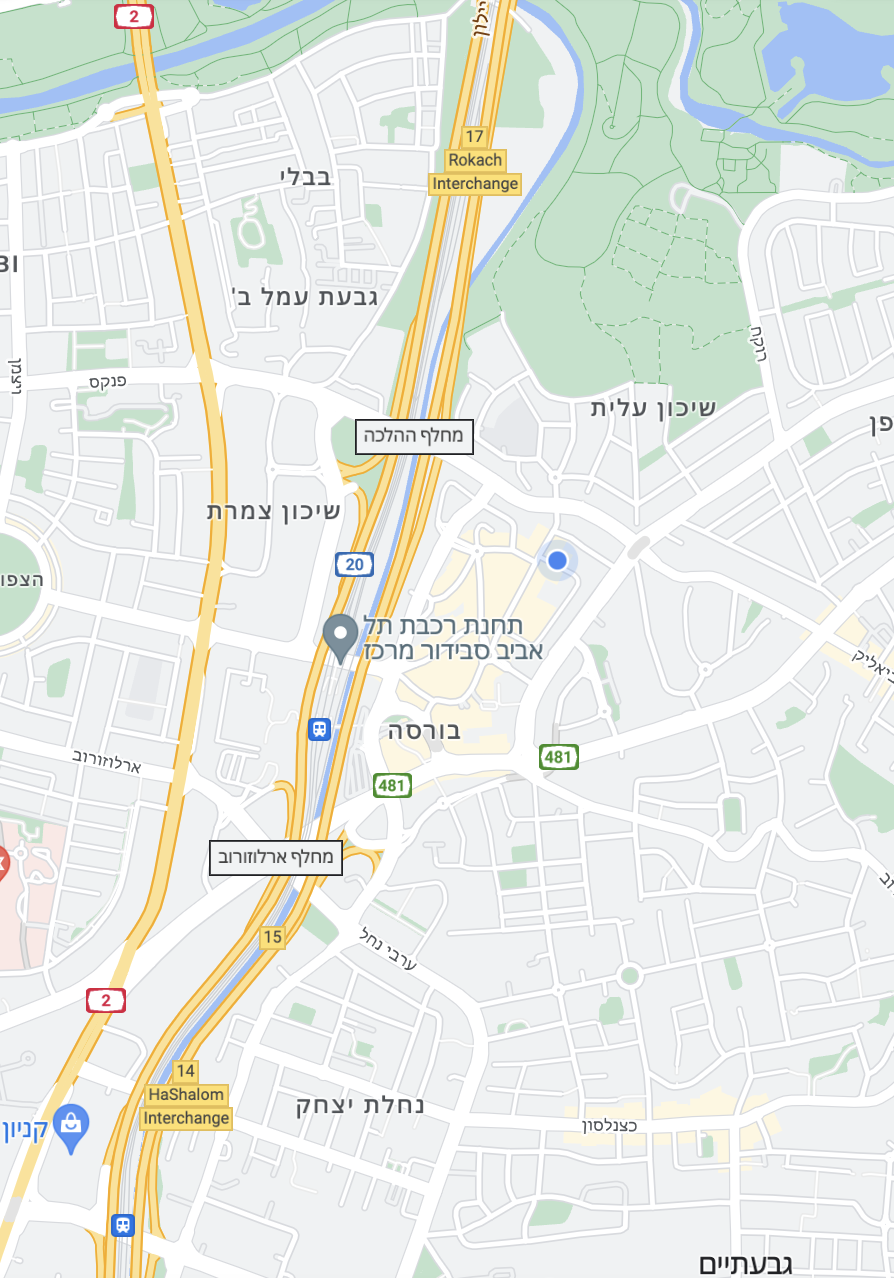 2
יילון
17
Rokach
Interchange
בבלי
גבעת עמל ב'
רוקח
ויצמן
פנקס
שיכון עלית
מחלף ההלכה
שיכון צמרת
20
הצפו
תחנת רכבת תל
אביב סבידור מרכז
ביאליק
בורסה
481
ארלוזורוב
481
מחלף ארלוזורוב
15
ערבי נחל
2
14
HaShalom
Interchange
נחלת יצחק
קניון
כצנלסון
גבעתיים